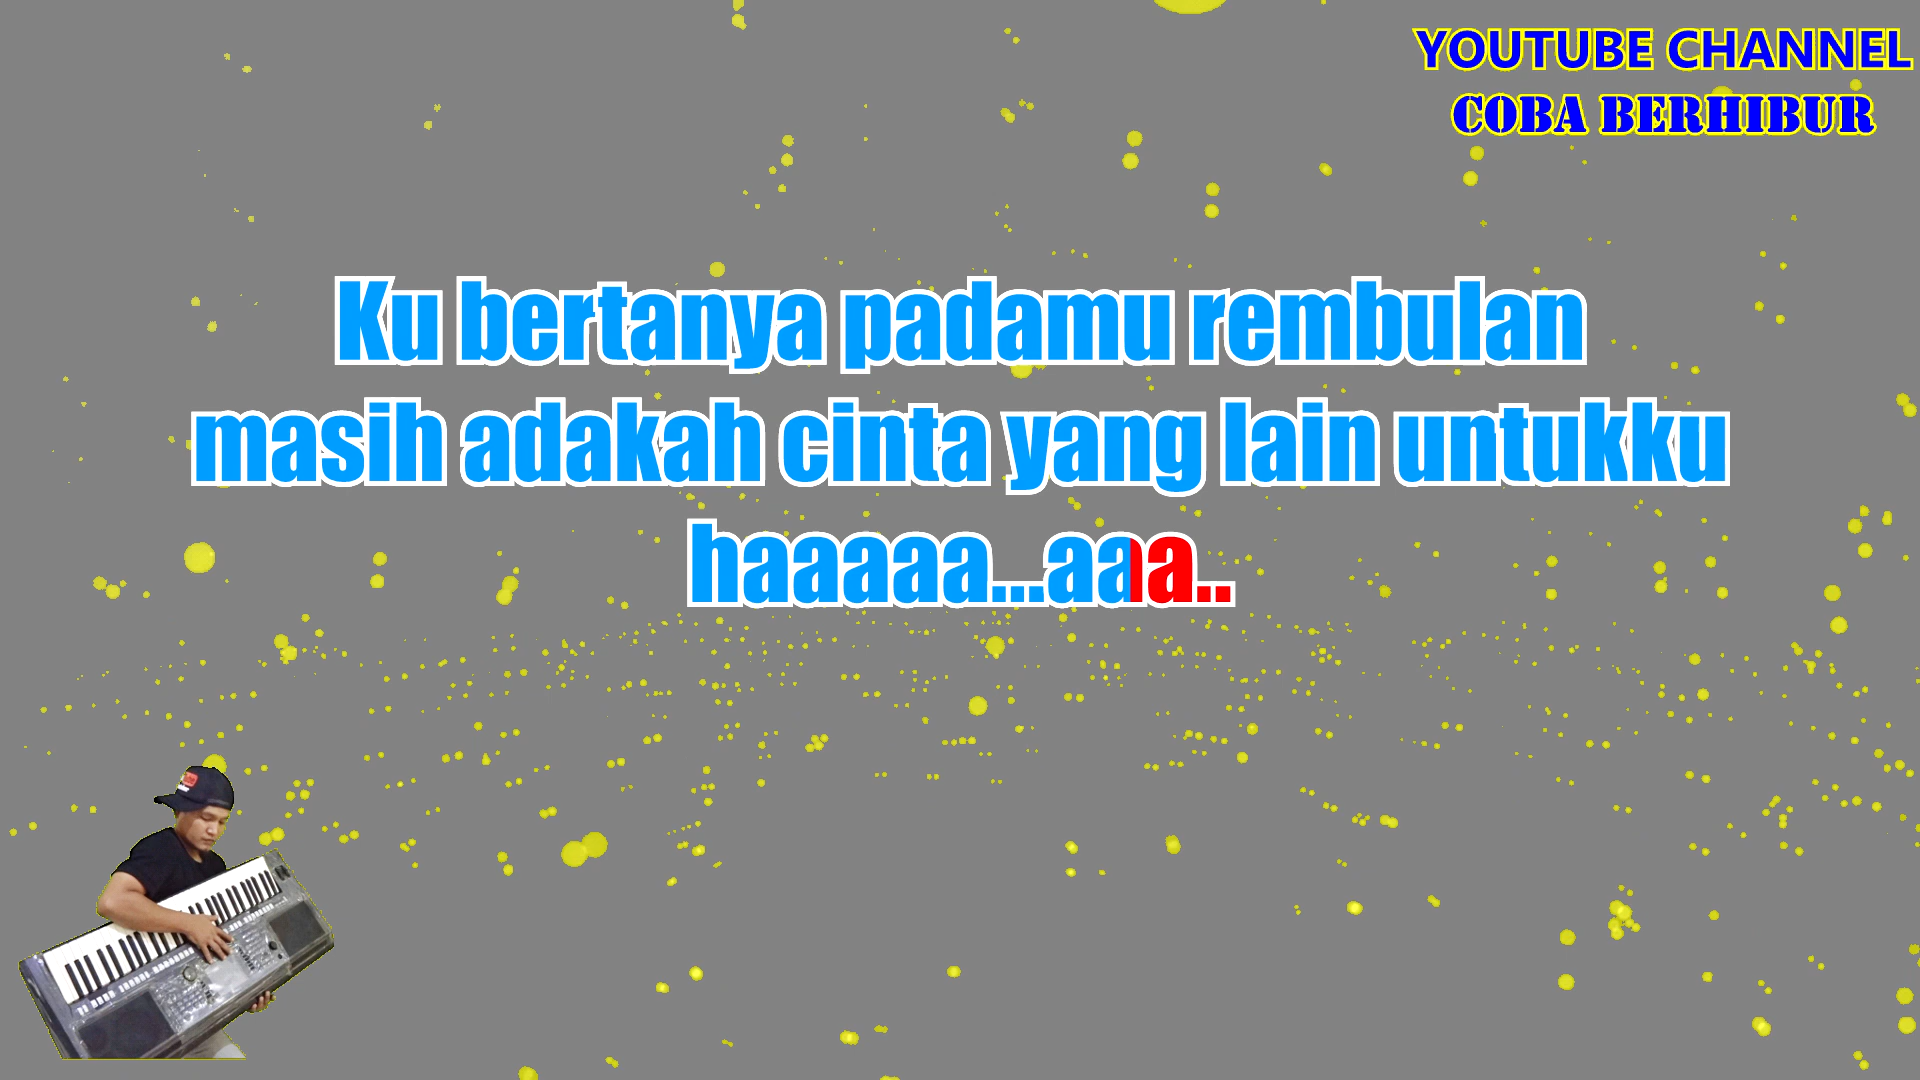 YOUTUBE CHANNEL
COBA BERHIBUR
Ku bertanya padamu rembulan
masih adakah cinta yang lain untukku
haaaaa...aaa..